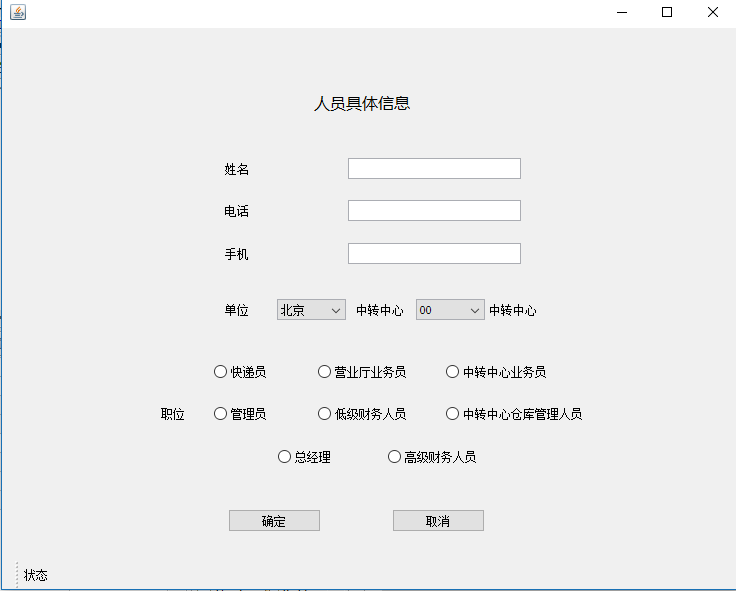 人员具体信息
姓名
电话
手机
单位 北京 中转中心 00 中转中心
快递员 营业厅业务员 中转中心业务员
职位 管理员 低级财务人员 中转中心仓库管理人员
总经理 高级财务人员
确定 取消
状态